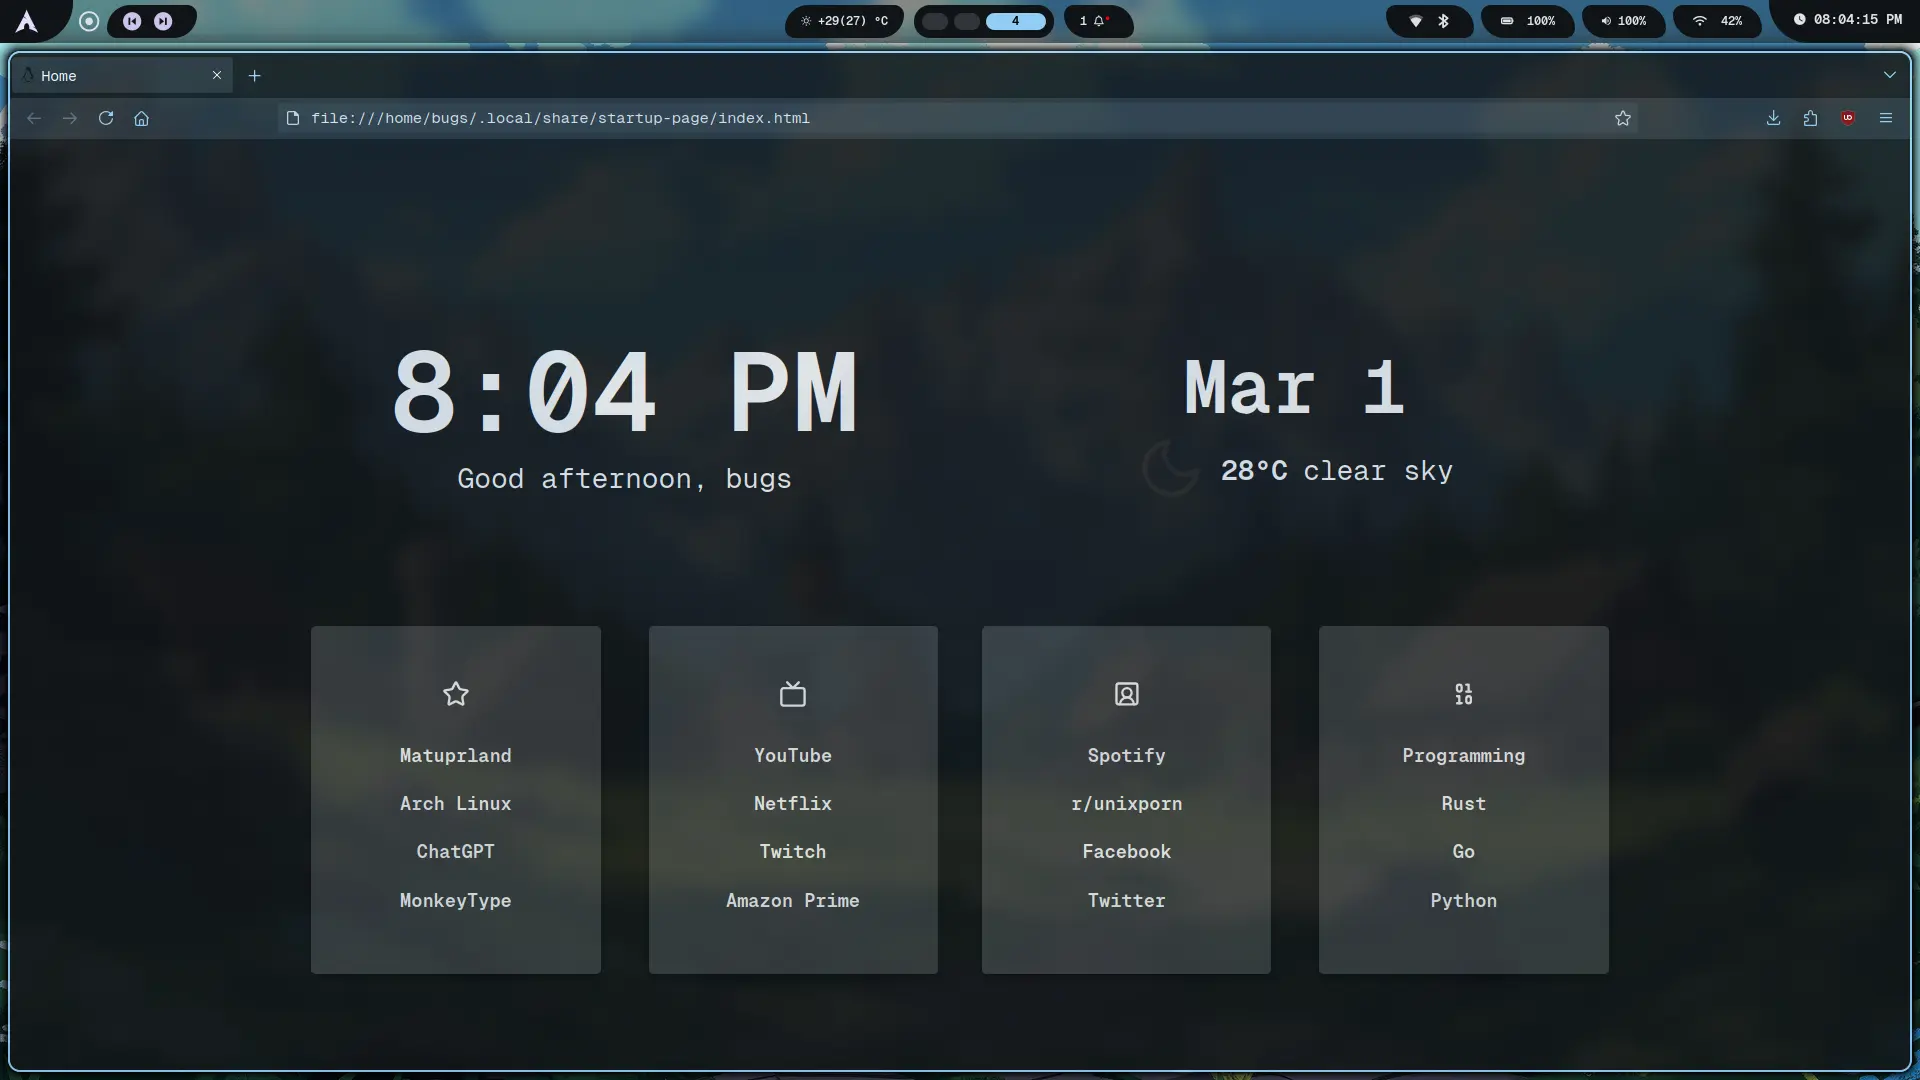 +29(27) °C
4
1
100%
100%
42%
08:04:15 PM
Home
file:///home/bugs/.local/share/startup-page/index.html
8:04 PM
Good afternoon, bugs
Mar 1
28°C clear sky
Matuprland
Arch Linux
ChatGPT
MonkeyType
YouTube
Netflix
Twitch
Amazon Prime
Spotify
r/unixporn
Facebook
Twitter
01
10
Programming
Rust
Go
Python